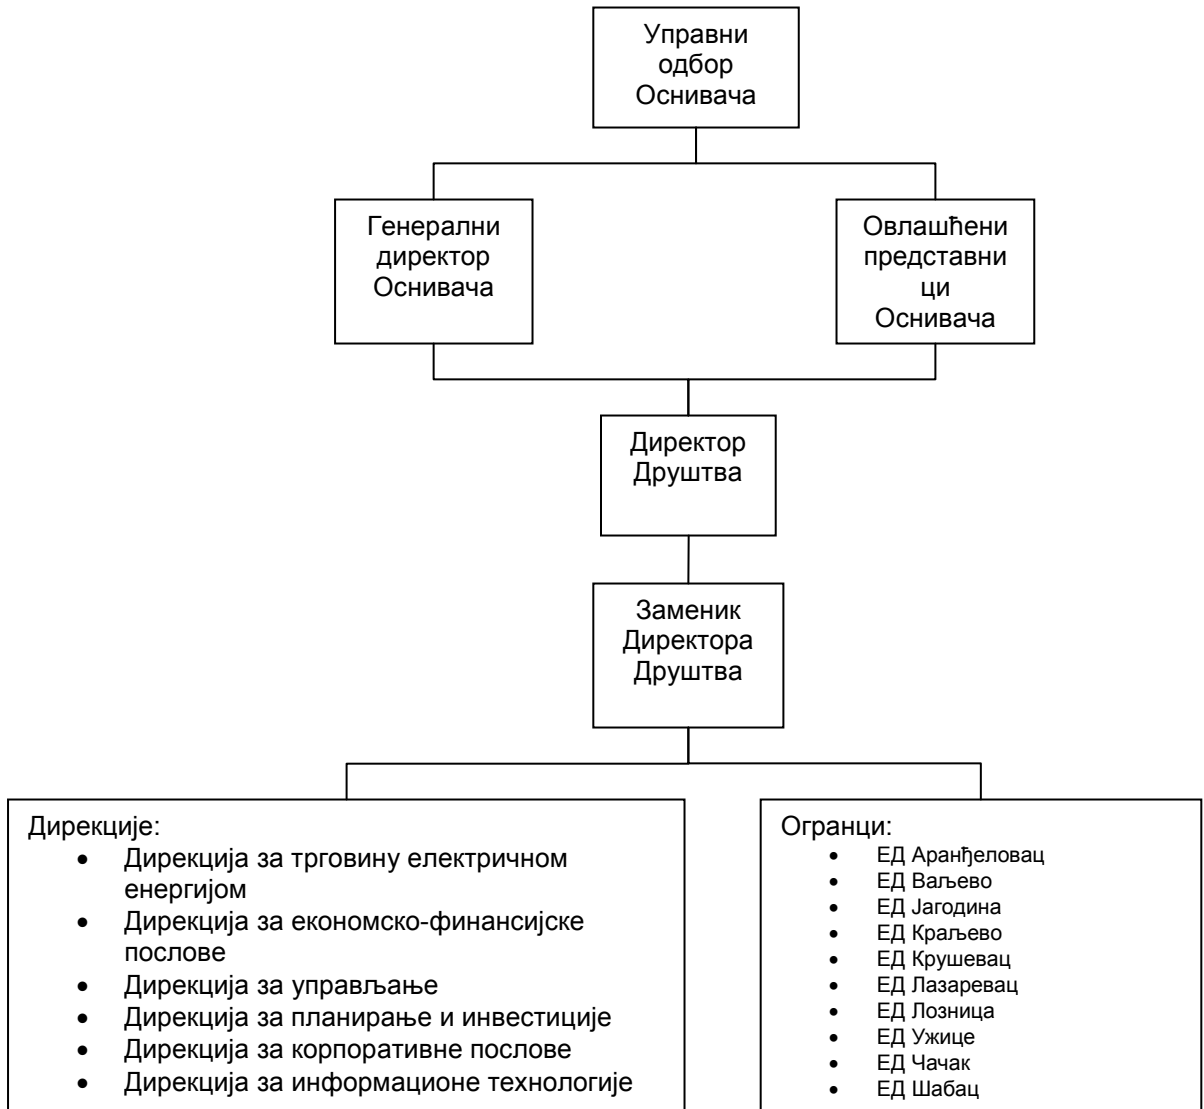 Управни
одбор
Оснивача
Генерални
директор
Оснивача
Овлашћени
представни
ци
Оснивача
Директор
Друштва
Заменик
Директора
Друштва
Дирекције:
• Дирекција за трговину електричном
енергијом
• Дирекција за економско-финансијске
послове
• Дирекција за управљање
• Дирекција за планирање и инвестиције
• Дирекција за корпоративне послове
• Дирекција за информационе технологије
Огранци:
• ЕД Аранђеловац
• ЕД Ваљево
• ЕД Јагодина
• ЕД Краљево
• ЕД Крушевац
• ЕД Лазаревац
• ЕД Лозница
• ЕД Ужице
• ЕД Чачак
• ЕД Шабац